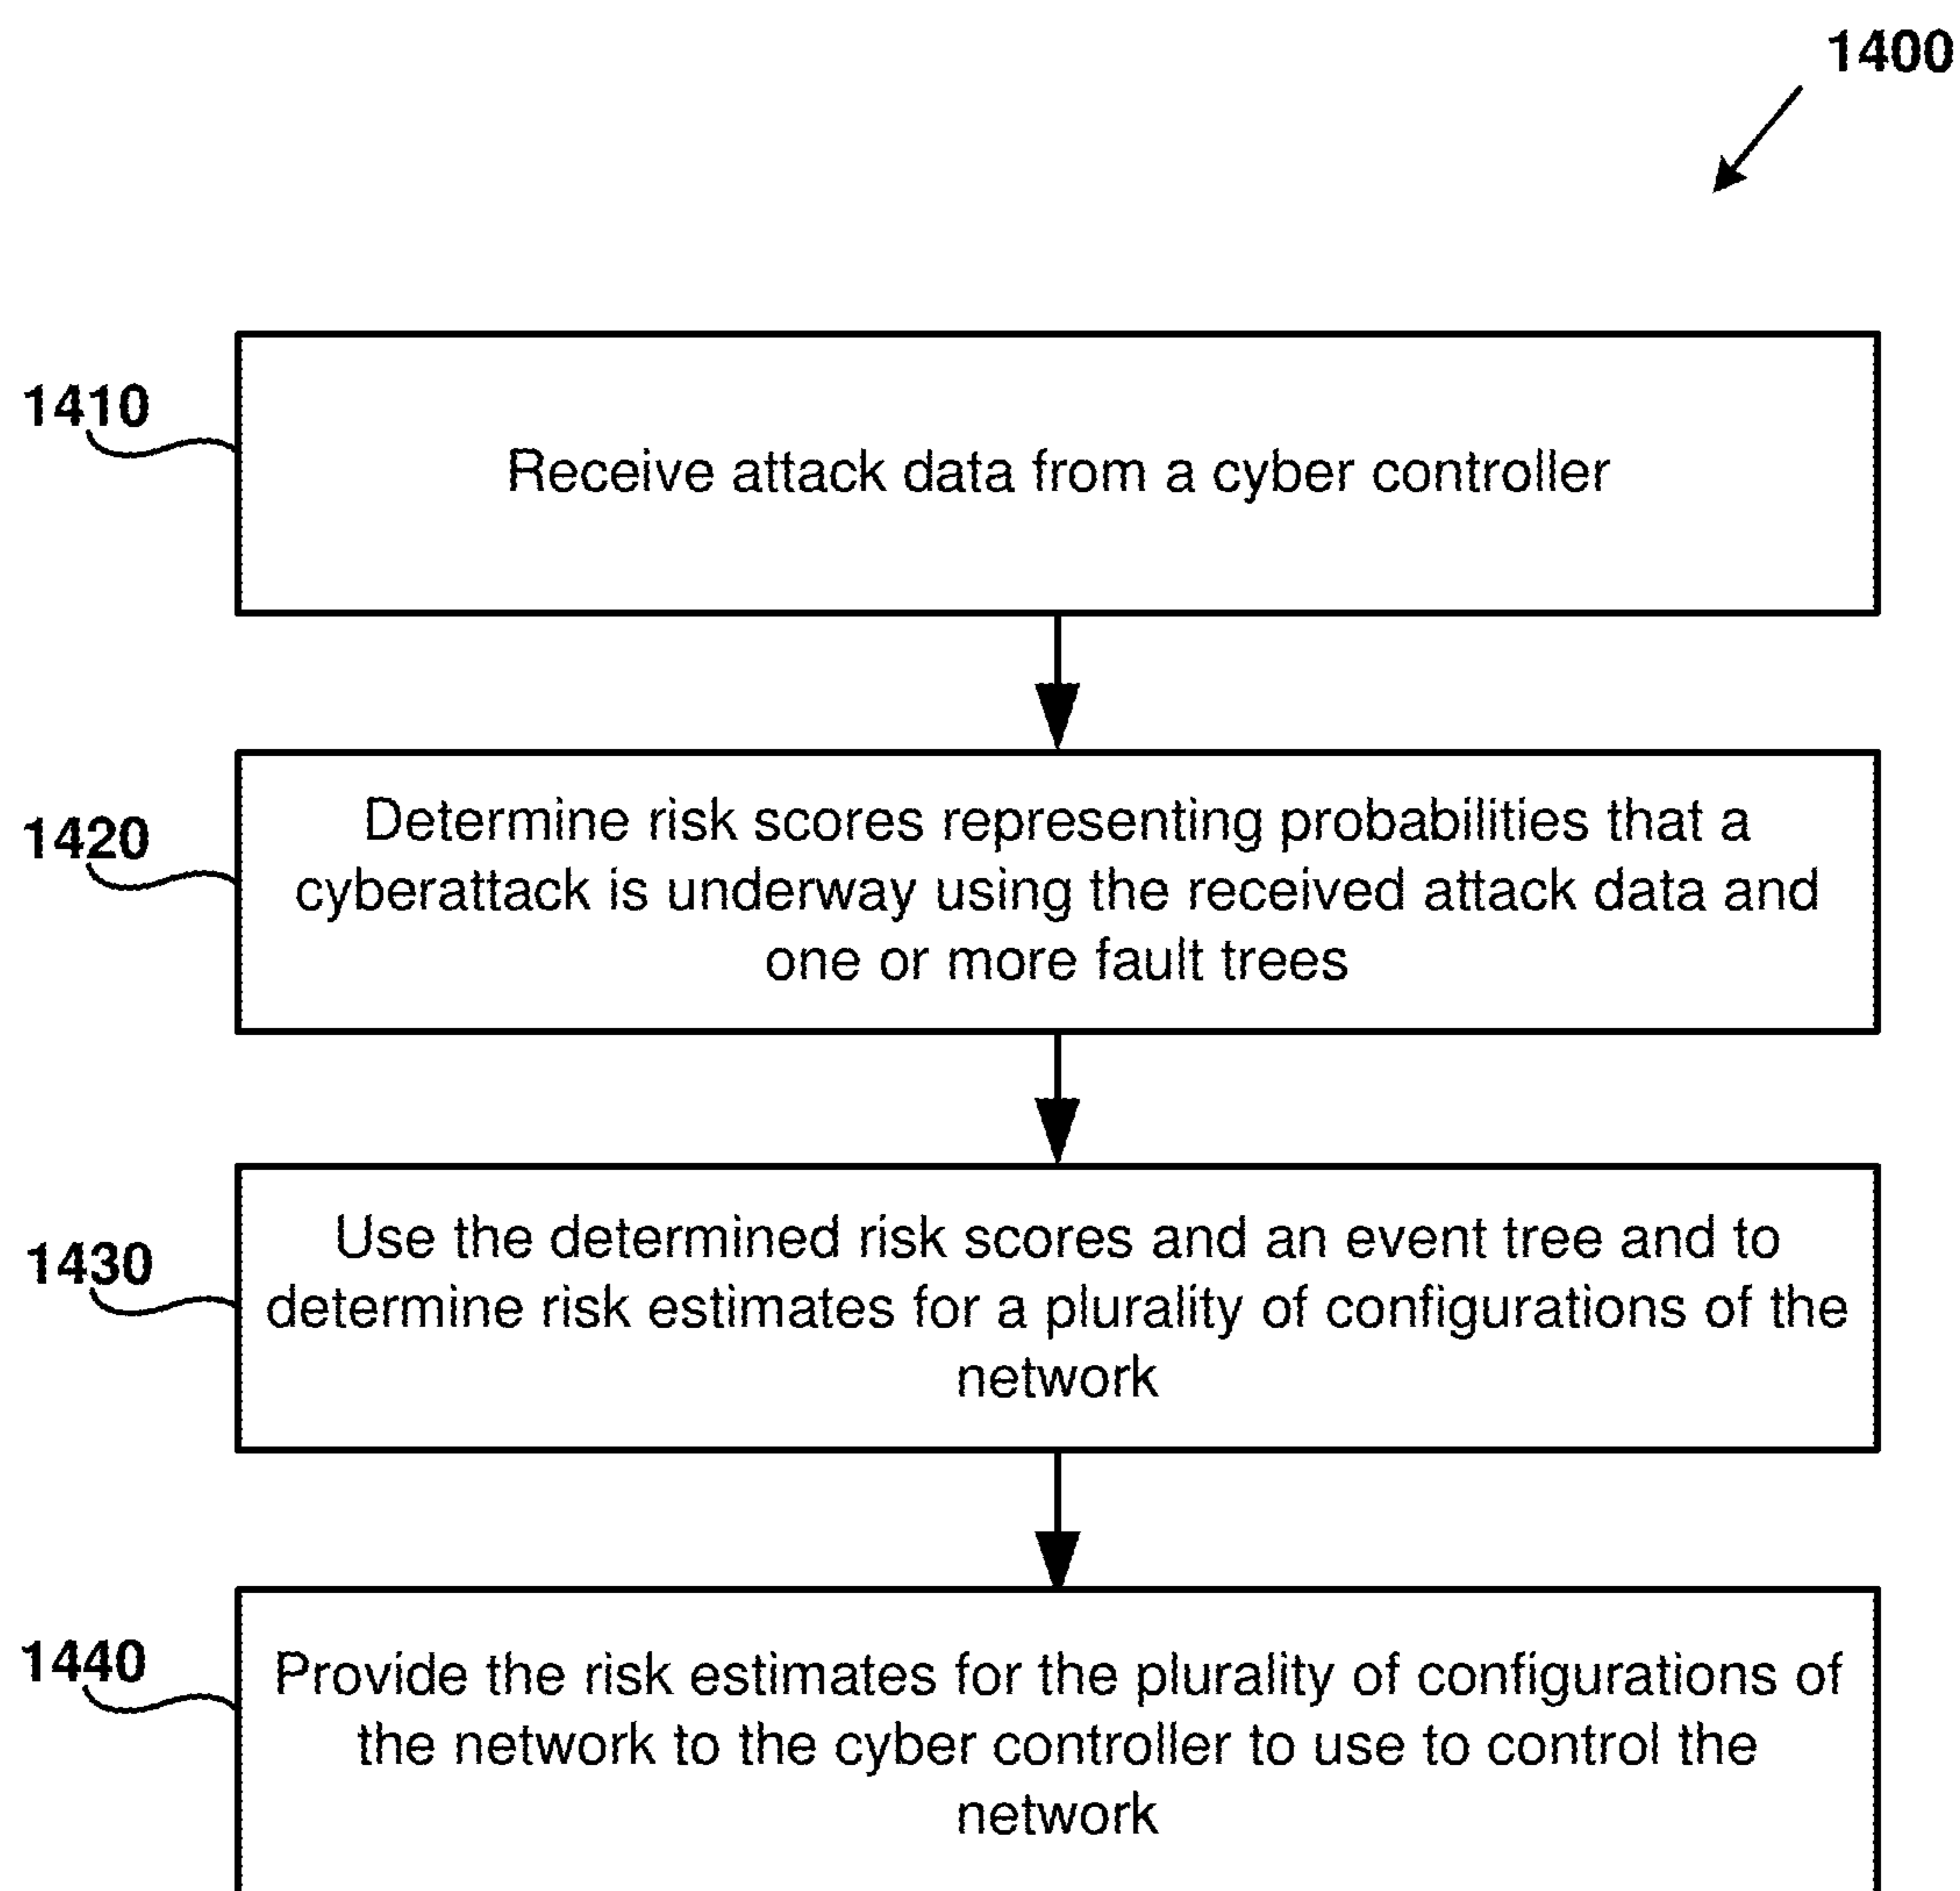 1400
1410
Receive attack data from a cyber controller
1420
Determine risk scores representing probabilities that a
cyberattack is underway using the received attack data and
one or more fault trees
1430
Use the determined risk scores and an event tree and to
determine risk estimates for a plurality of configurations of the
network
1440
Provide the risk estimates for the plurality of configurations of
the network to the cyber controller to use to control the
network